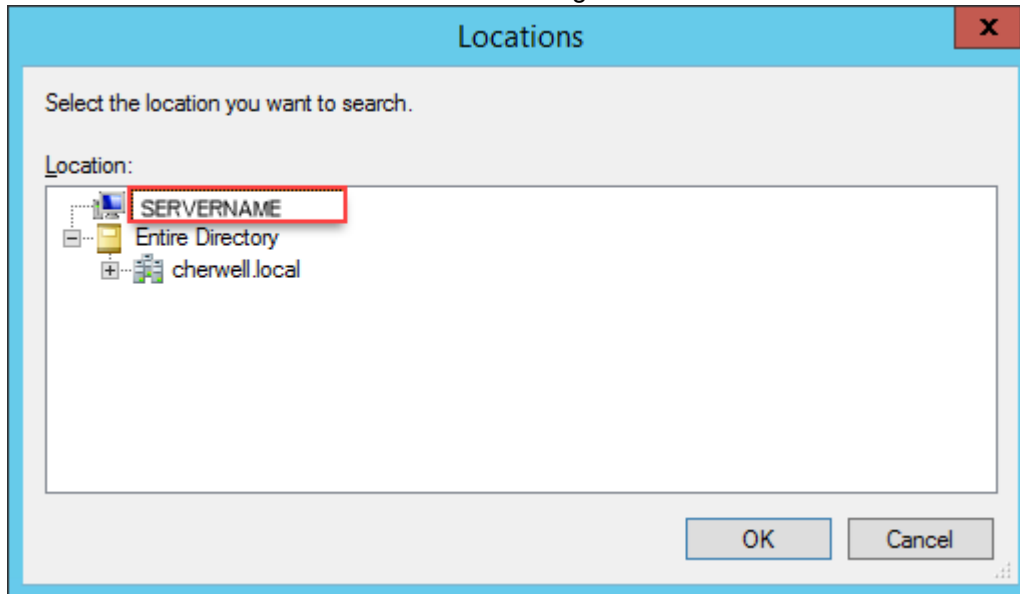 Locations
x
Select the location you want to search.
Location:
SERVERNAME
Entire Directory
cherwell.local
OK Cancel